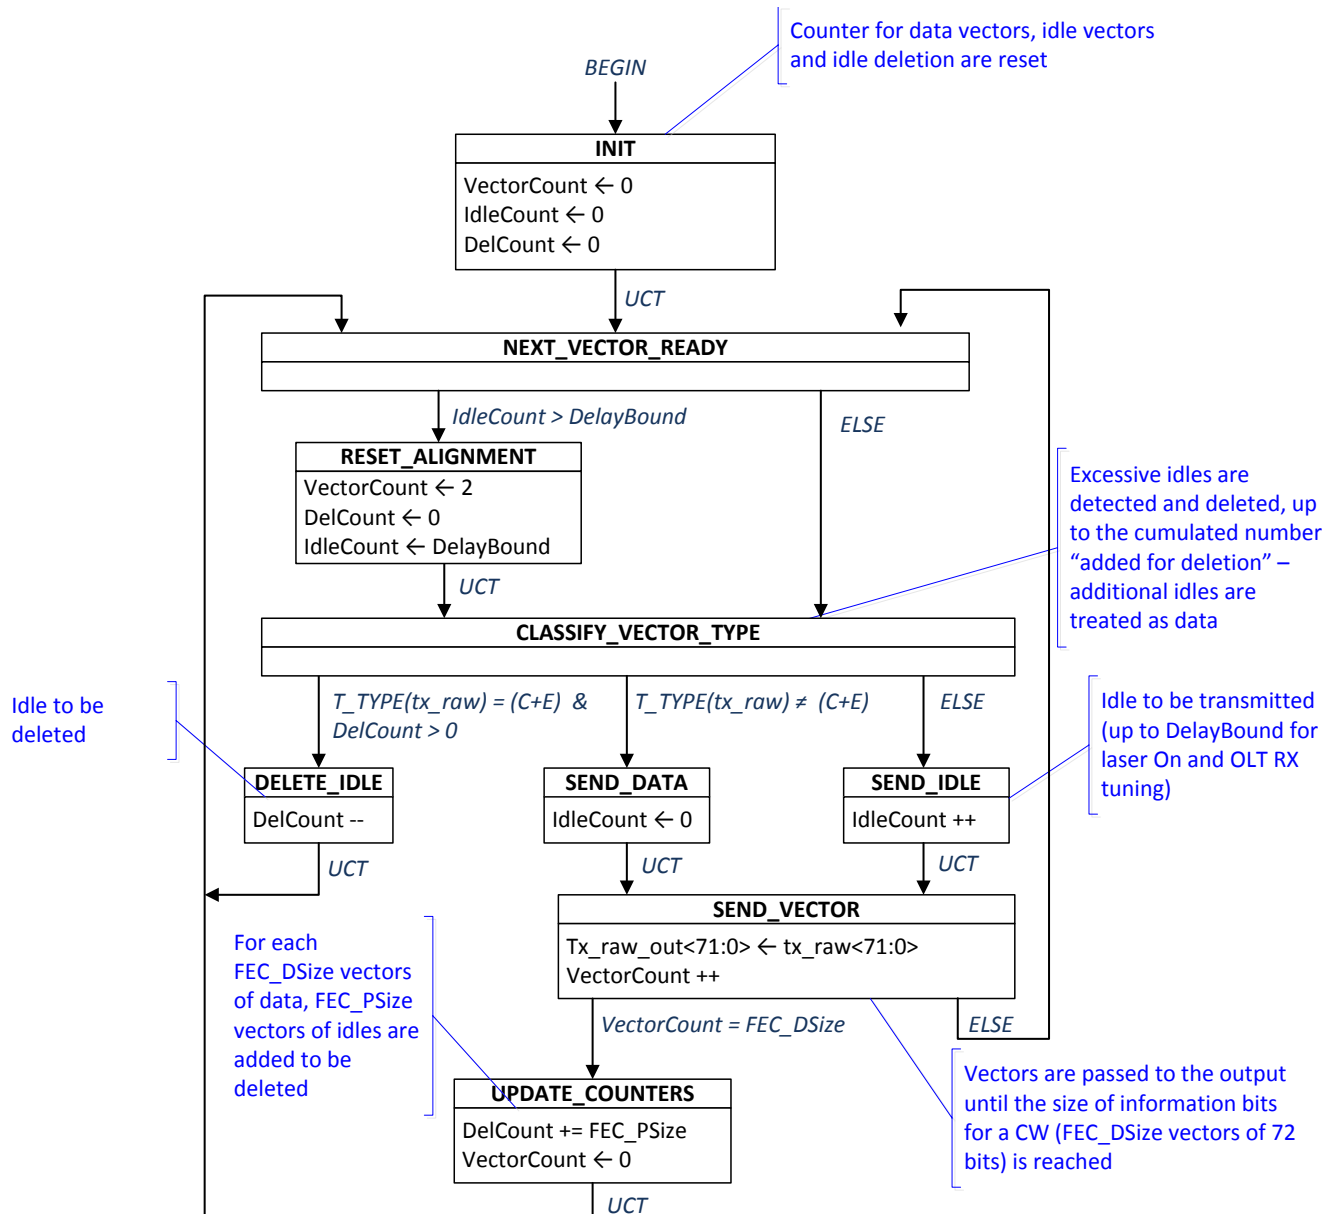 Counter for data vectors, idle vectors
and idle deletion are reset
BEGIN
INIT
VectorCount ← 0
IdleCount ← 0
DelCount ← 0
UCT
NEXT_VECTOR_READY
IdleCount > DelayBound
ELSE
RESET_ALIGNMENT
VectorCount ← 2
DelCount ← 0
IdleCount ← DelayBound
UCT
Excessive idles are
detected and deleted, up
to the cumulated number
“added for deletion” –
additional idles are
treated as data
CLASSIFY_VECTOR_TYPE
T_TYPE(tx_raw) = (C+E) &
DelCount > 0
T_TYPE(tx_raw) ≠ (C+E)
ELSE
Idle to be
deleted
Idle to be transmitted
(up to DelayBound for
laser On and OLT RX
tuning)
DELETE_IDLE
DelCount --
UCT
SEND_DATA
IdleCount ← 0
UCT
SEND_IDLE
IdleCount ++
UCT
SEND_VECTOR
Tx_raw_out<71:0> ← tx_raw<71:0>
VectorCount ++
For each
FEC_DSize vectors
of data, FEC_PSize
vectors of idles are
added to be
deleted
VectorCount = FEC_DSize
ELSE
Vectors are passed to the output
until the size of information bits
for a CW (FEC_DSize vectors of 72
bits) is reached
UPDATE_COUNTERS
DelCount += FEC_PSize
VectorCount ← 0
UCT